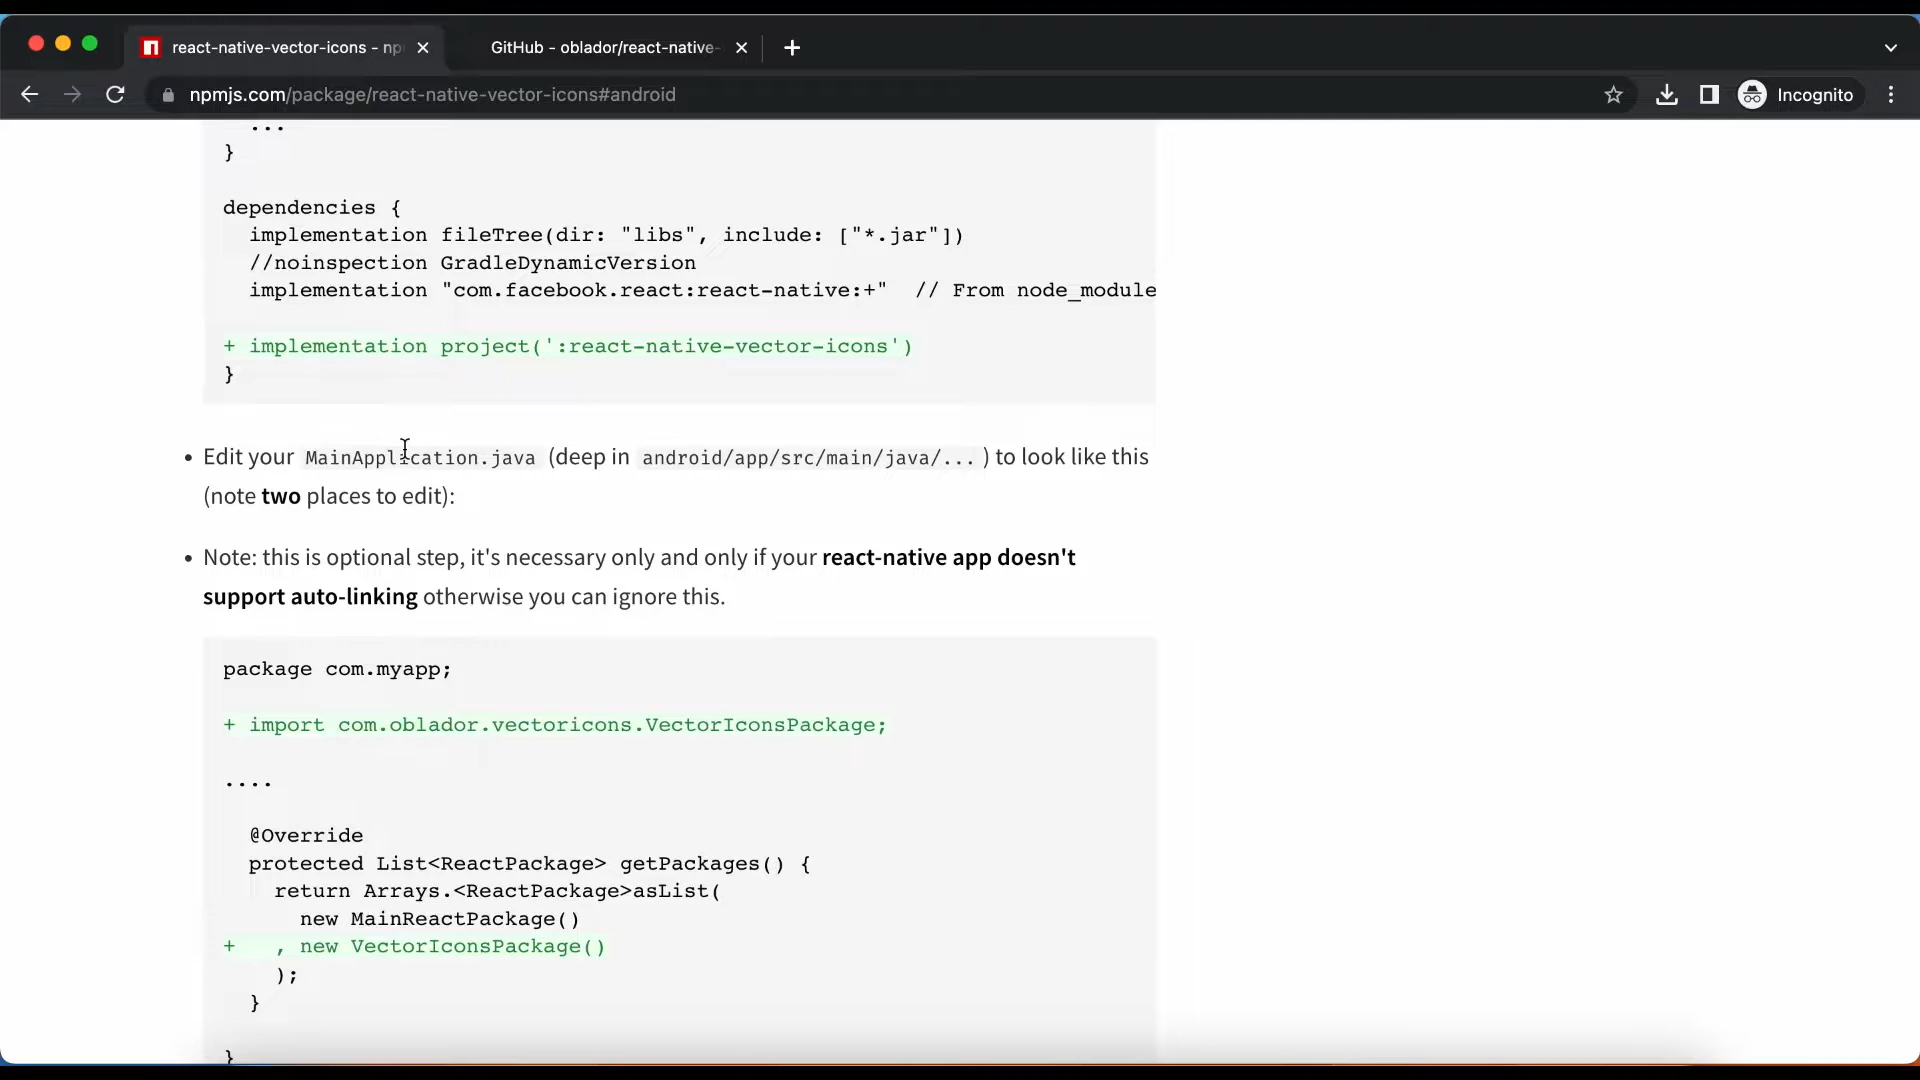 react-native-vector-icons - np
GitHub - oblador/react-native-
npmjs.com/package/react-native-vector-icons#android
Incognito
...
}
dependencies {
implementation fileTree(dir: "libs", include: ["*.jar"])
//noinspection GradleDynamicVersion
implementation "com.facebook.react:react-native:+"  // From node_module
+ implementation project(':react-native-vector-icons')
}
• Edit your MainApplication.java (deep in android/app/src/main/java/... ) to look like this
(note two places to edit):
• Note: this is optional step, it's necessary only and only if your react-native app doesn't
support auto-linking otherwise you can ignore this.
package com.myapp;
+ import com.oblador.vectoricons.VectorIconsPackage;
....
@Override
protected List<ReactPackage> getPackages() {
return Arrays.<ReactPackage>asList(
new MainReactPackage()
+   , new VectorIconsPackage()
);
}
}